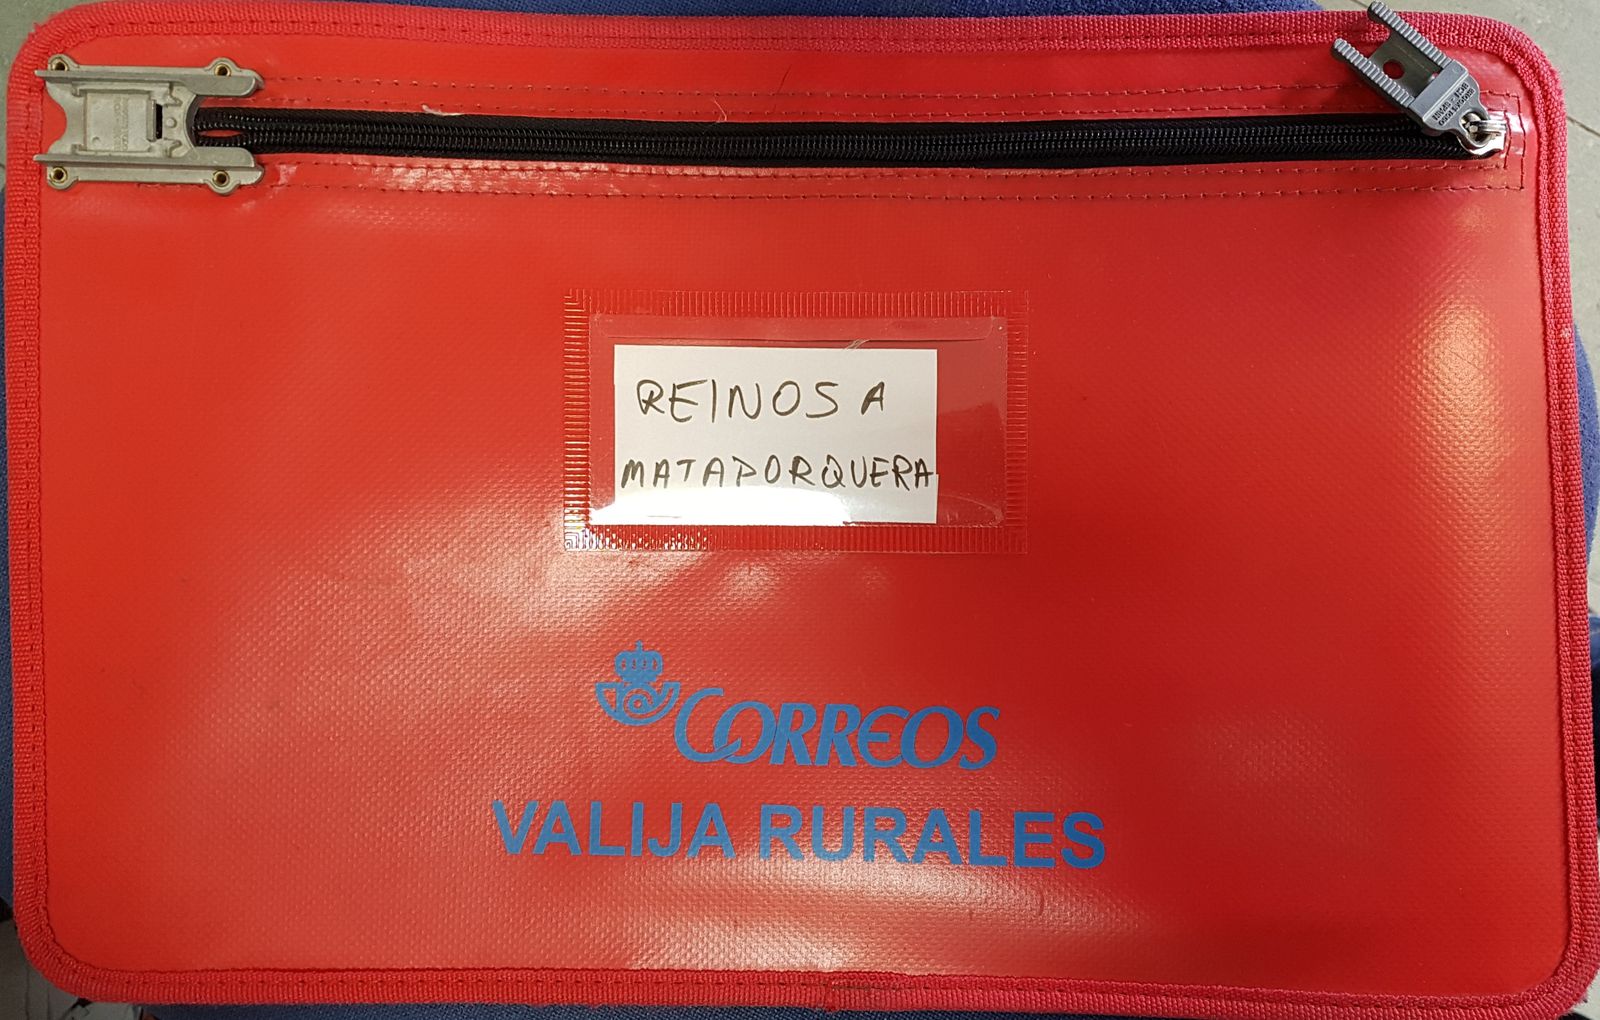 REINOSA
MATAPORQUERA
CORREOS
VALIJA RURALES